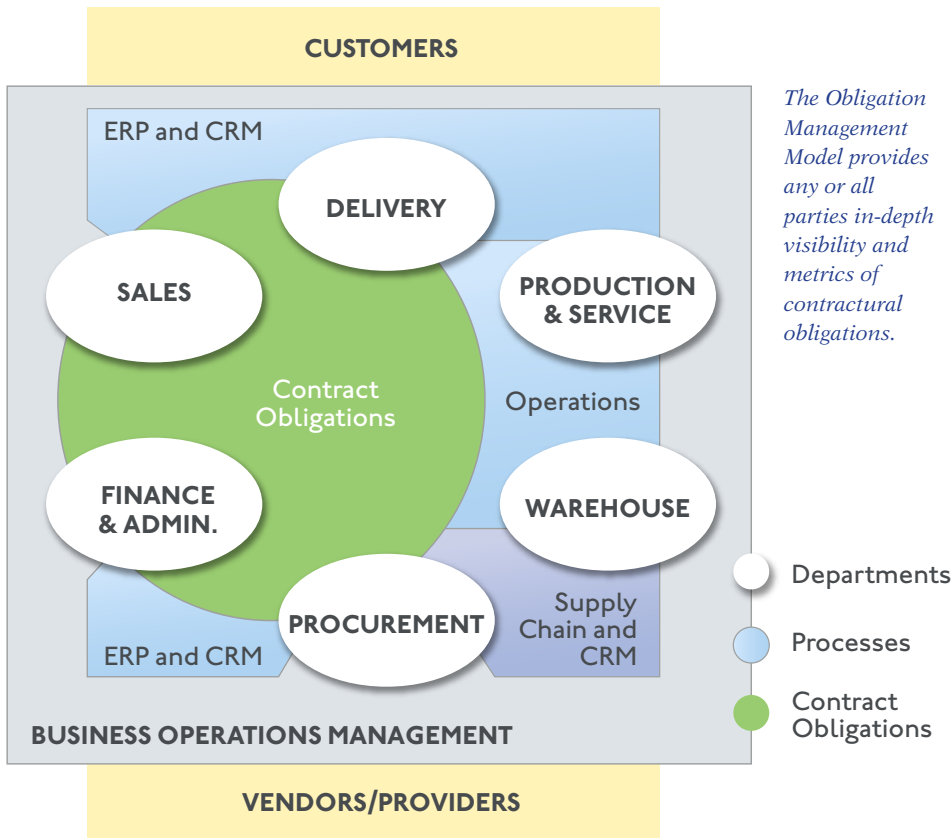 CUSTOMERS
ERP and CRM
DELIVERY
SALES
PRODUCTION
& SERVICE
Contract
Obligations
Operations
FINANCE
& ADMIN.
WAREHOUSE
PROCUREMENT
Supply
Chain and
CRM
ERP and CRM
BUSINESS OPERATIONS MANAGEMENT
VENDORS/PROVIDERS
The Obligation
Management
Model provides
any or all
parties in-depth
visibility and
metrics of
contractural
obligations.
Departments
Processes
Contract
Obligations